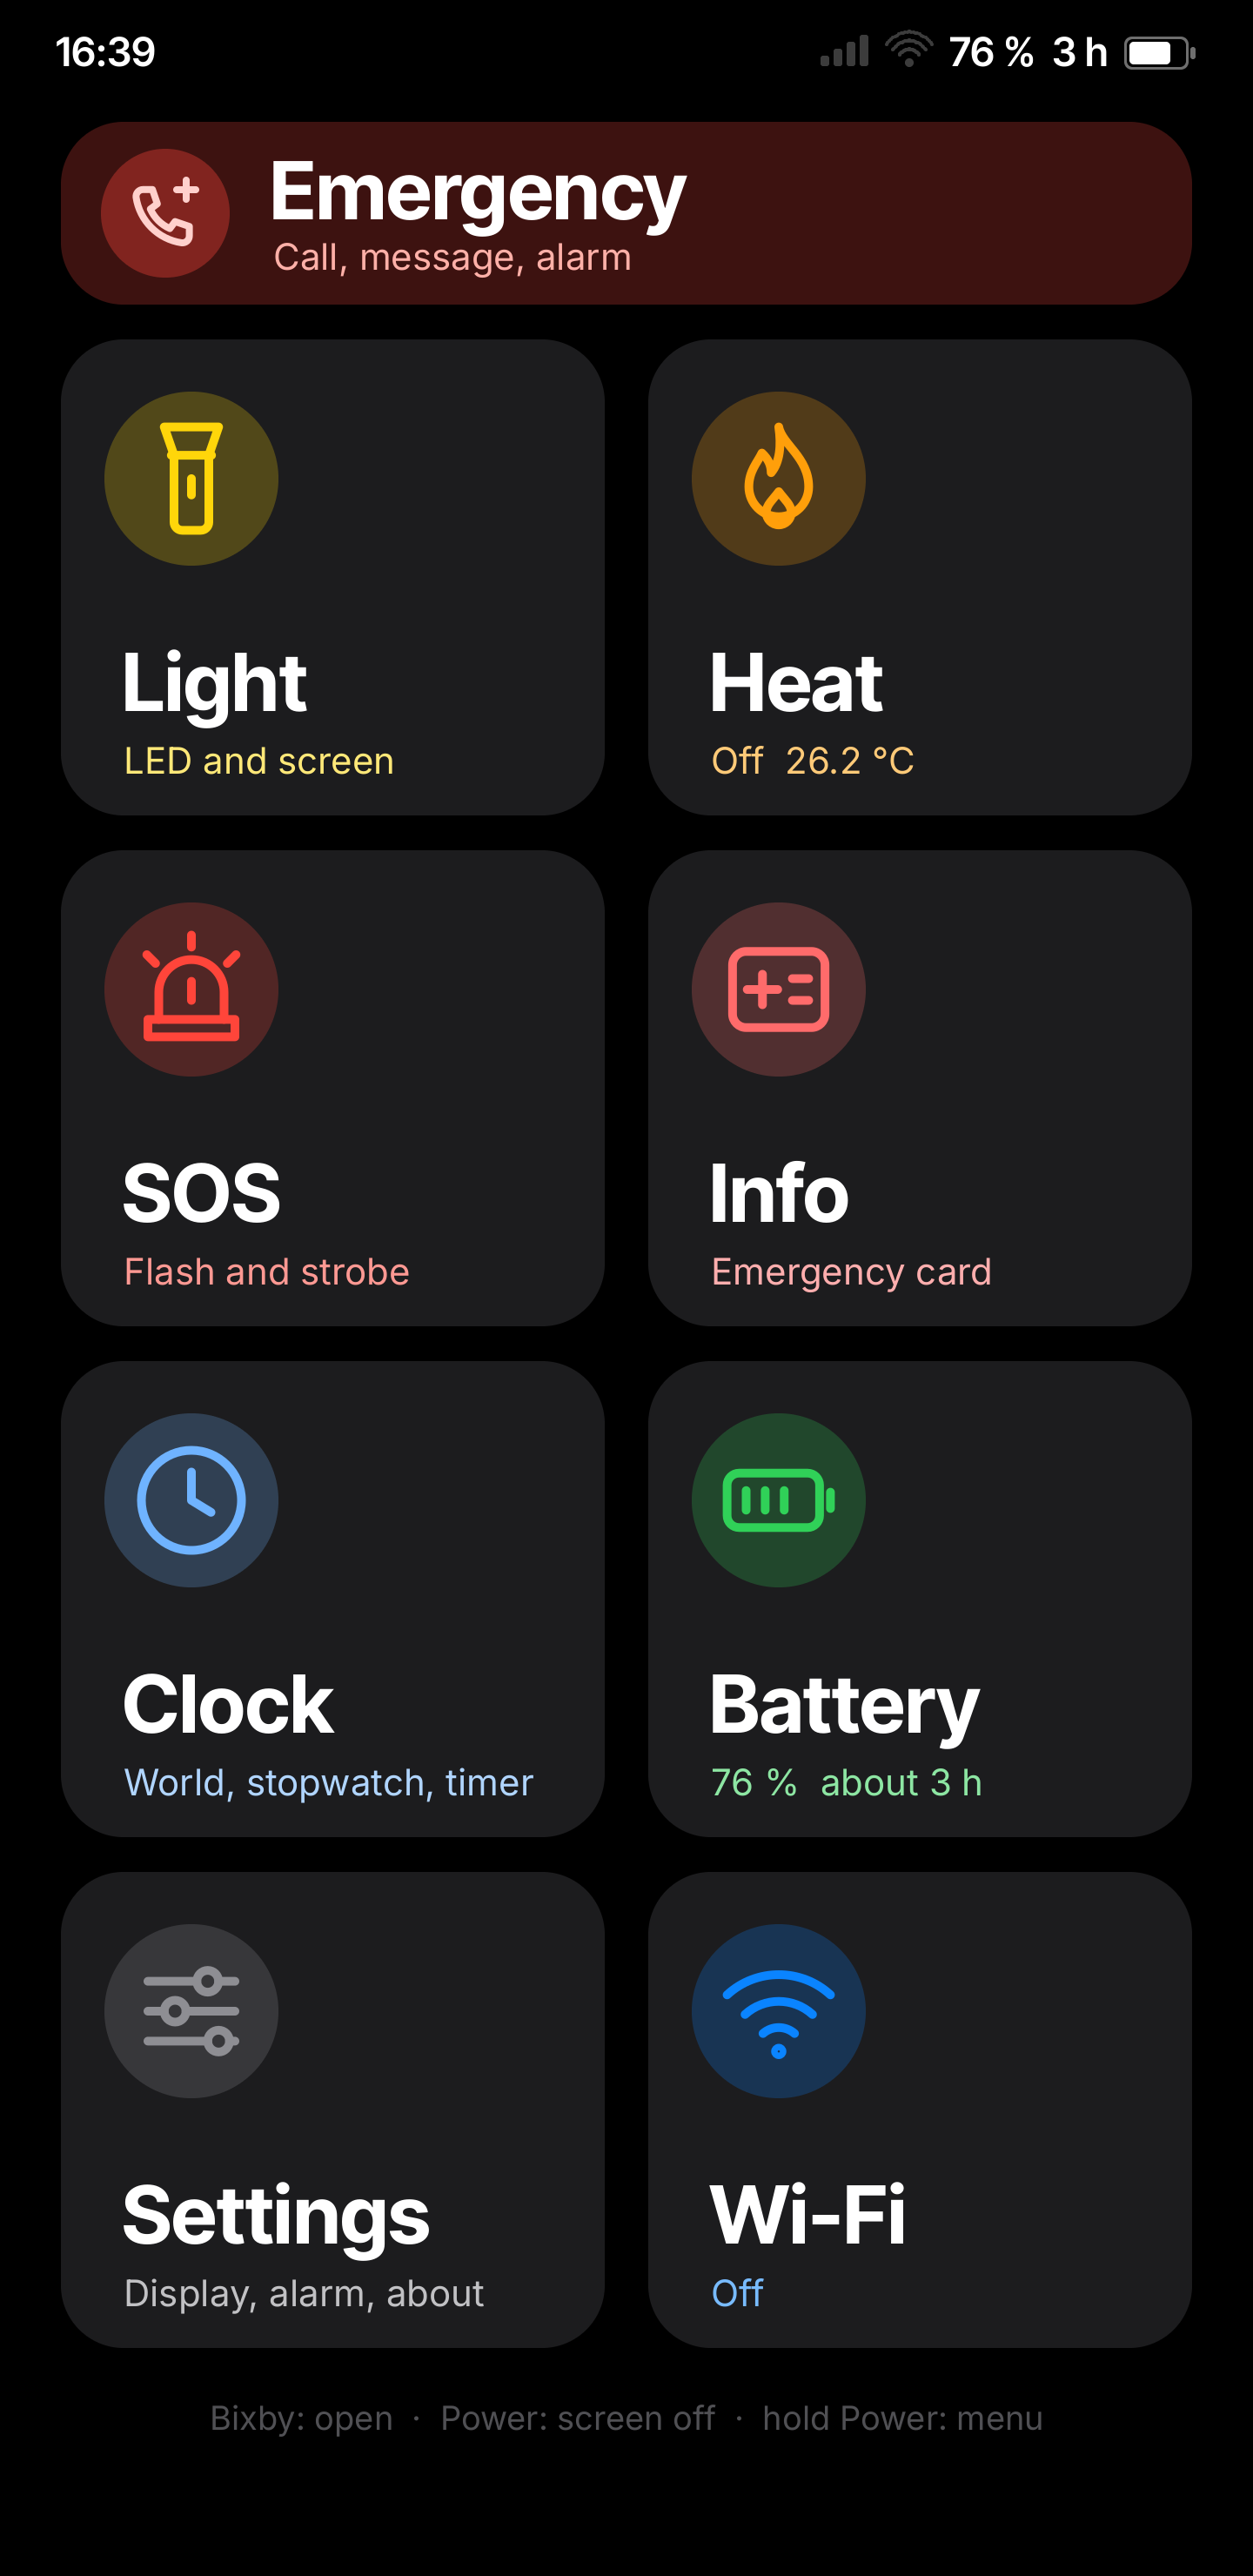 16:39 76 % 3 h
Emergency
Call, message, alarm
Light
LED and screen
Heat
Off 26.2 °C
SOS
Flash and strobe
Info
Emergency card
Clock
World, stopwatch, timer
Battery
76 % about 3 h
Settings
Display, alarm, about
Wi-Fi
Off
Bixby: open · Power: screen off · hold Power: menu